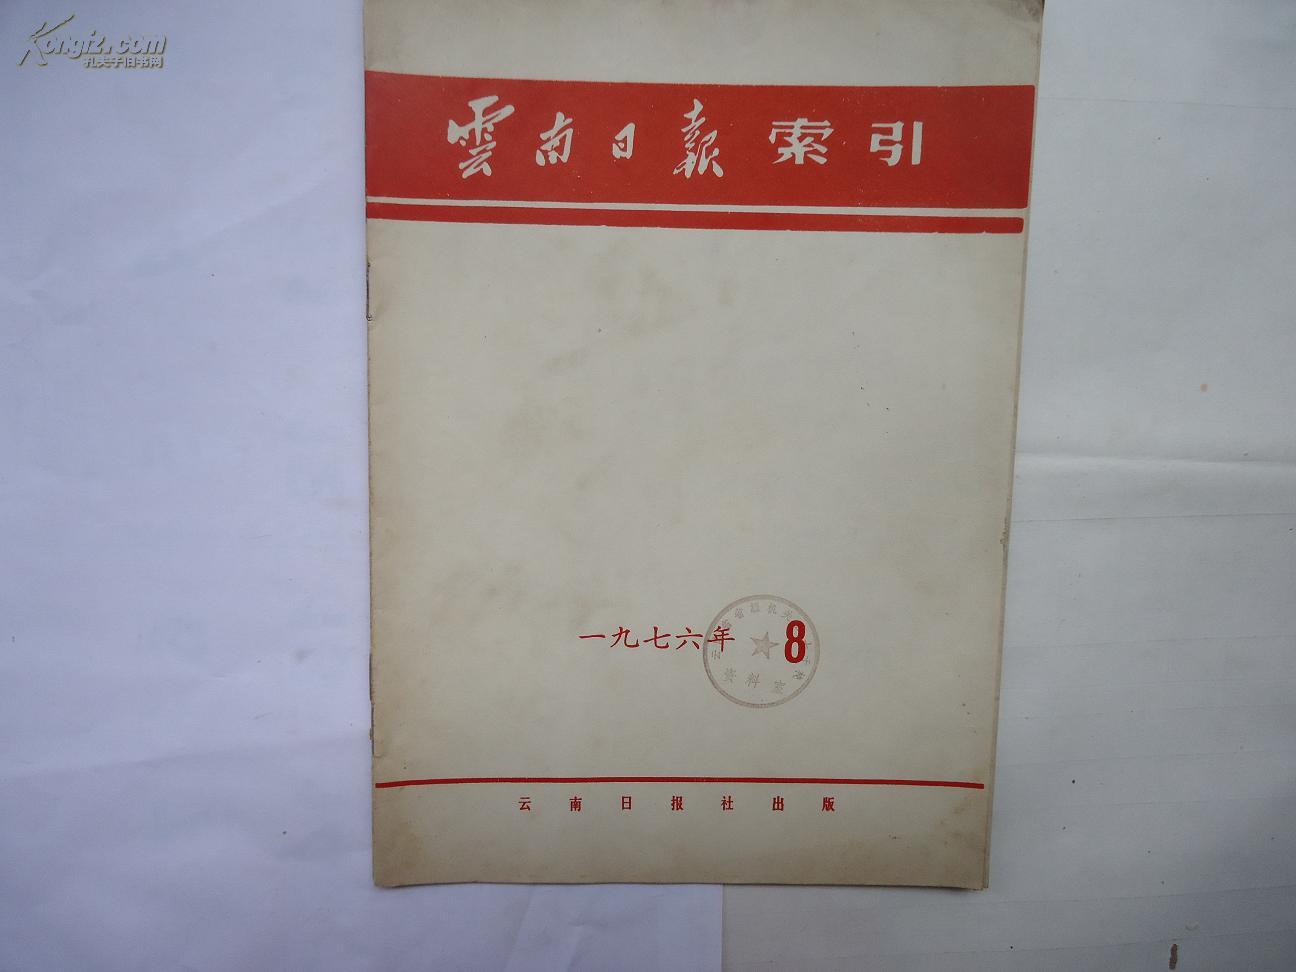 Kongfz.com
孔夫子旧书网
雲南日報索引
一九七六年 8
资料室
云南日报社出版